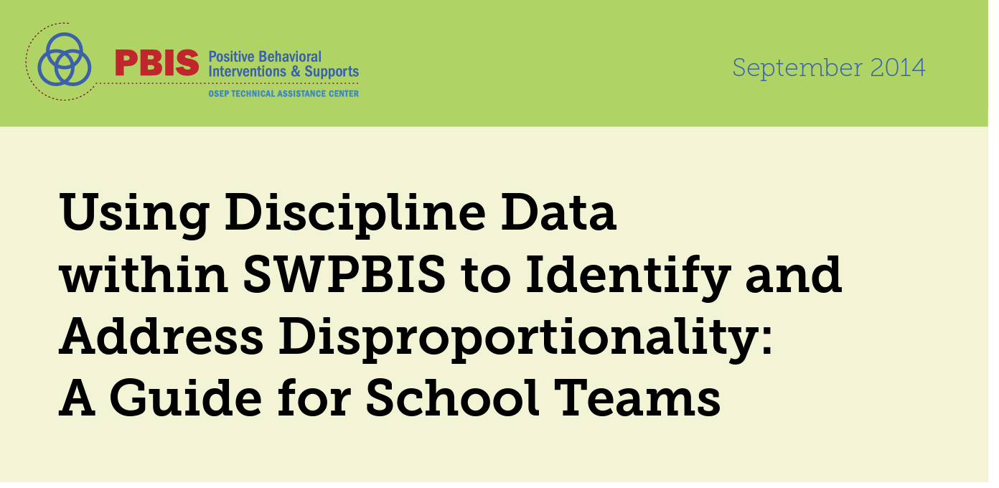 PBIS
Positive Behavioral
Interventions & Supports
OSEP TECHNICAL ASSISTANCE CENTER
September 2014
Using Discipline Data
within SWPBIS to Identify and
Address Disproportionality:
A Guide for School Teams